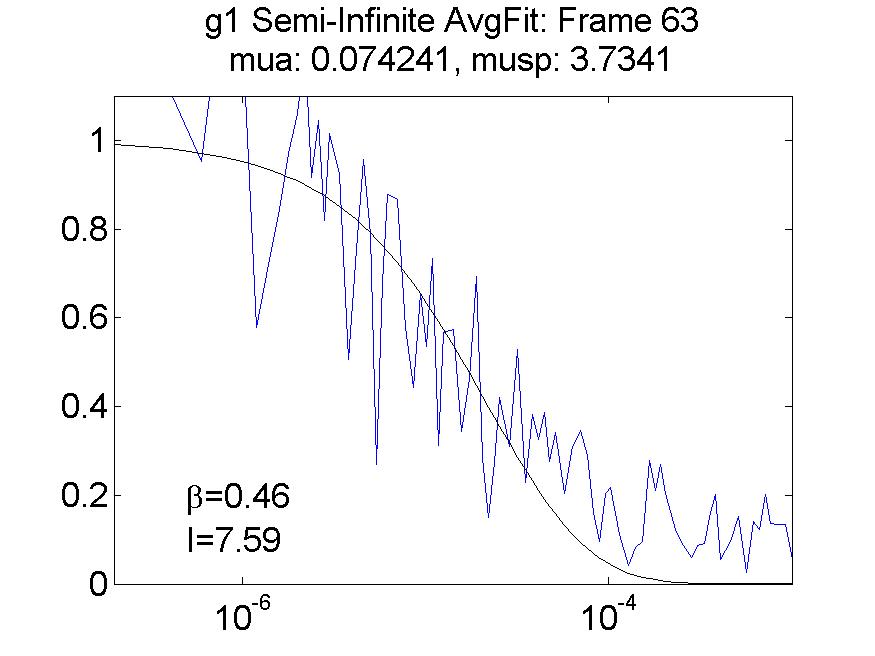 g1 Semi-Infinite AvgFit: Frame 63
mua: 0.074241, musp: 3.7341
1
0.8
0.6
0.4
0.2
0
β=0.46
I=7.59
10^-6
10^-4